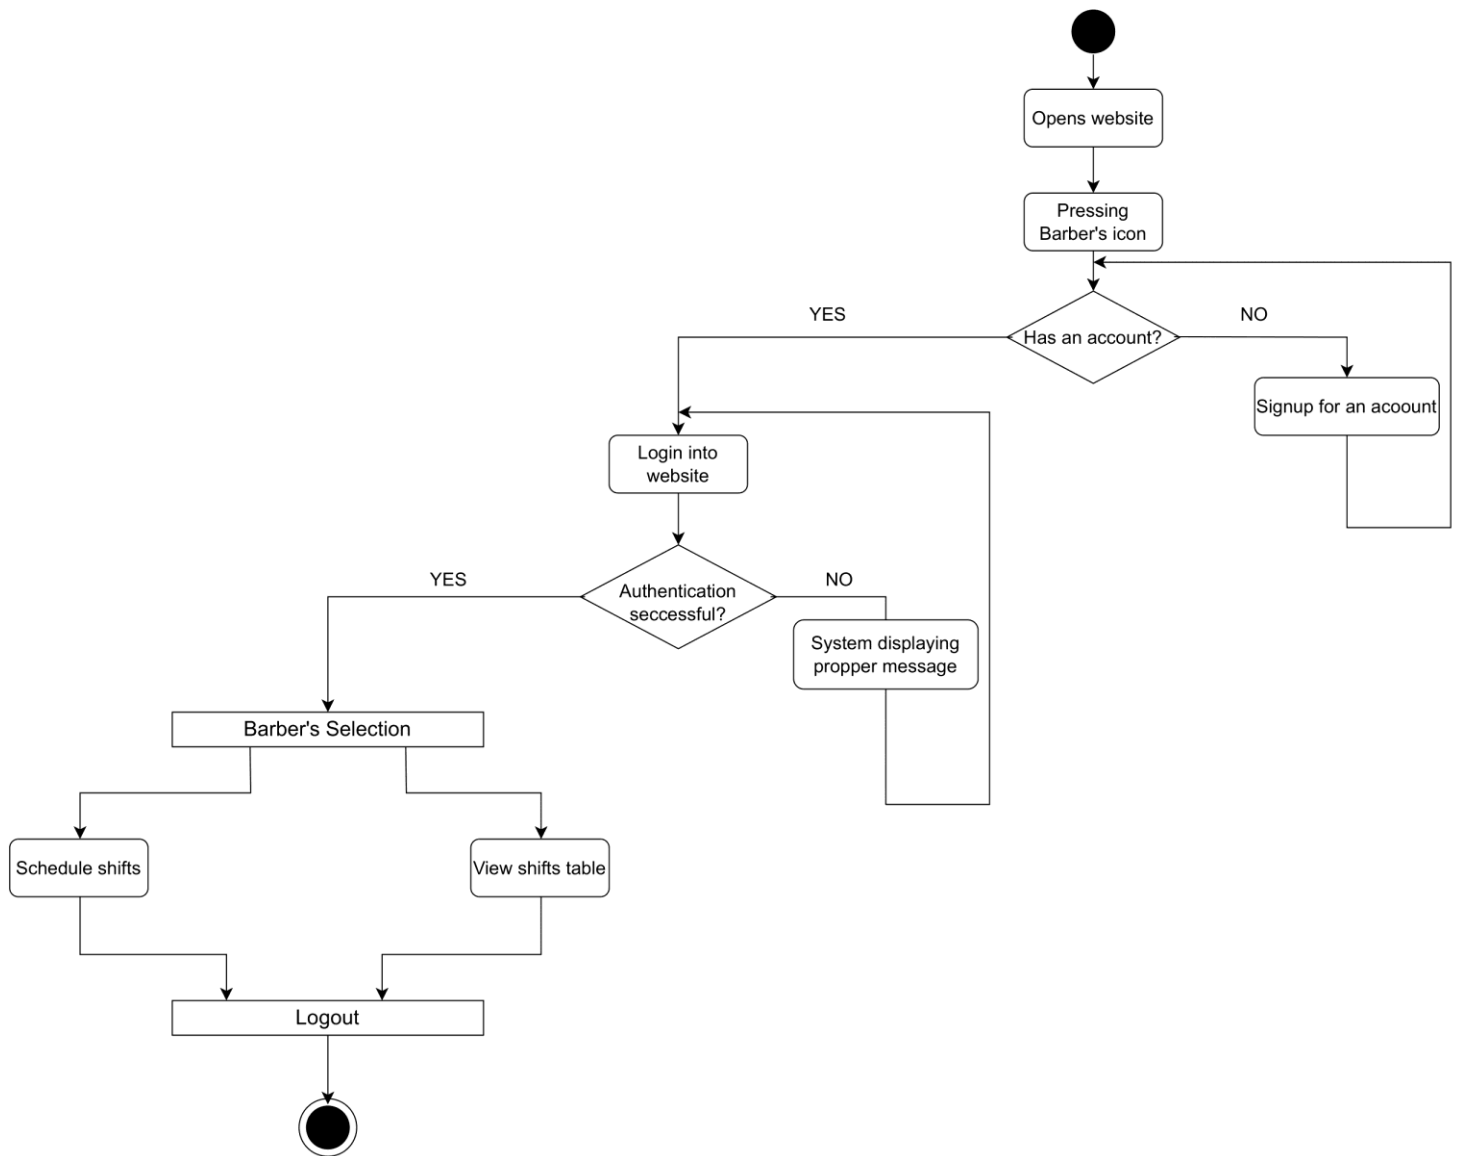 Opens website
Pressing
Barber's icon
YES
NO
Has an account?
Signup for an acoount
Login into
website
YES
NO
Authentication
seccessful?
System displaying
propper message
Barber's Selection
Schedule shifts
View shifts table
Logout